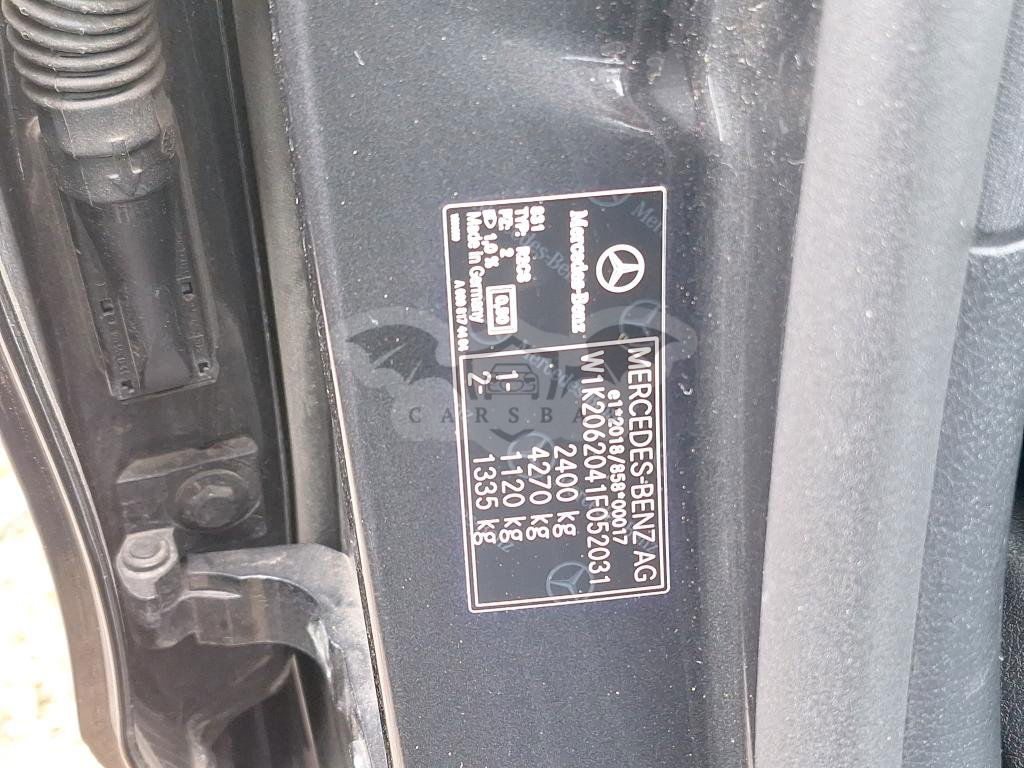 MERCEDES-BENZ AG
e1*2018/858*00017
W1K2062041F052031
2400 kg
4270 kg
1- 1120 kg
2- 1335 kg
Mercedes-Benz
Made in Germany
CARSBA